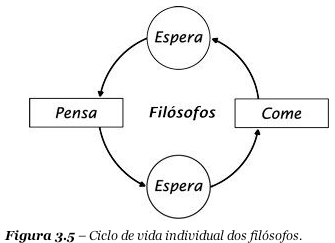 Espera
Pensa
Filósofos
Come
Espera
Figura 3.5 – Ciclo de vida individual dos filósofos.